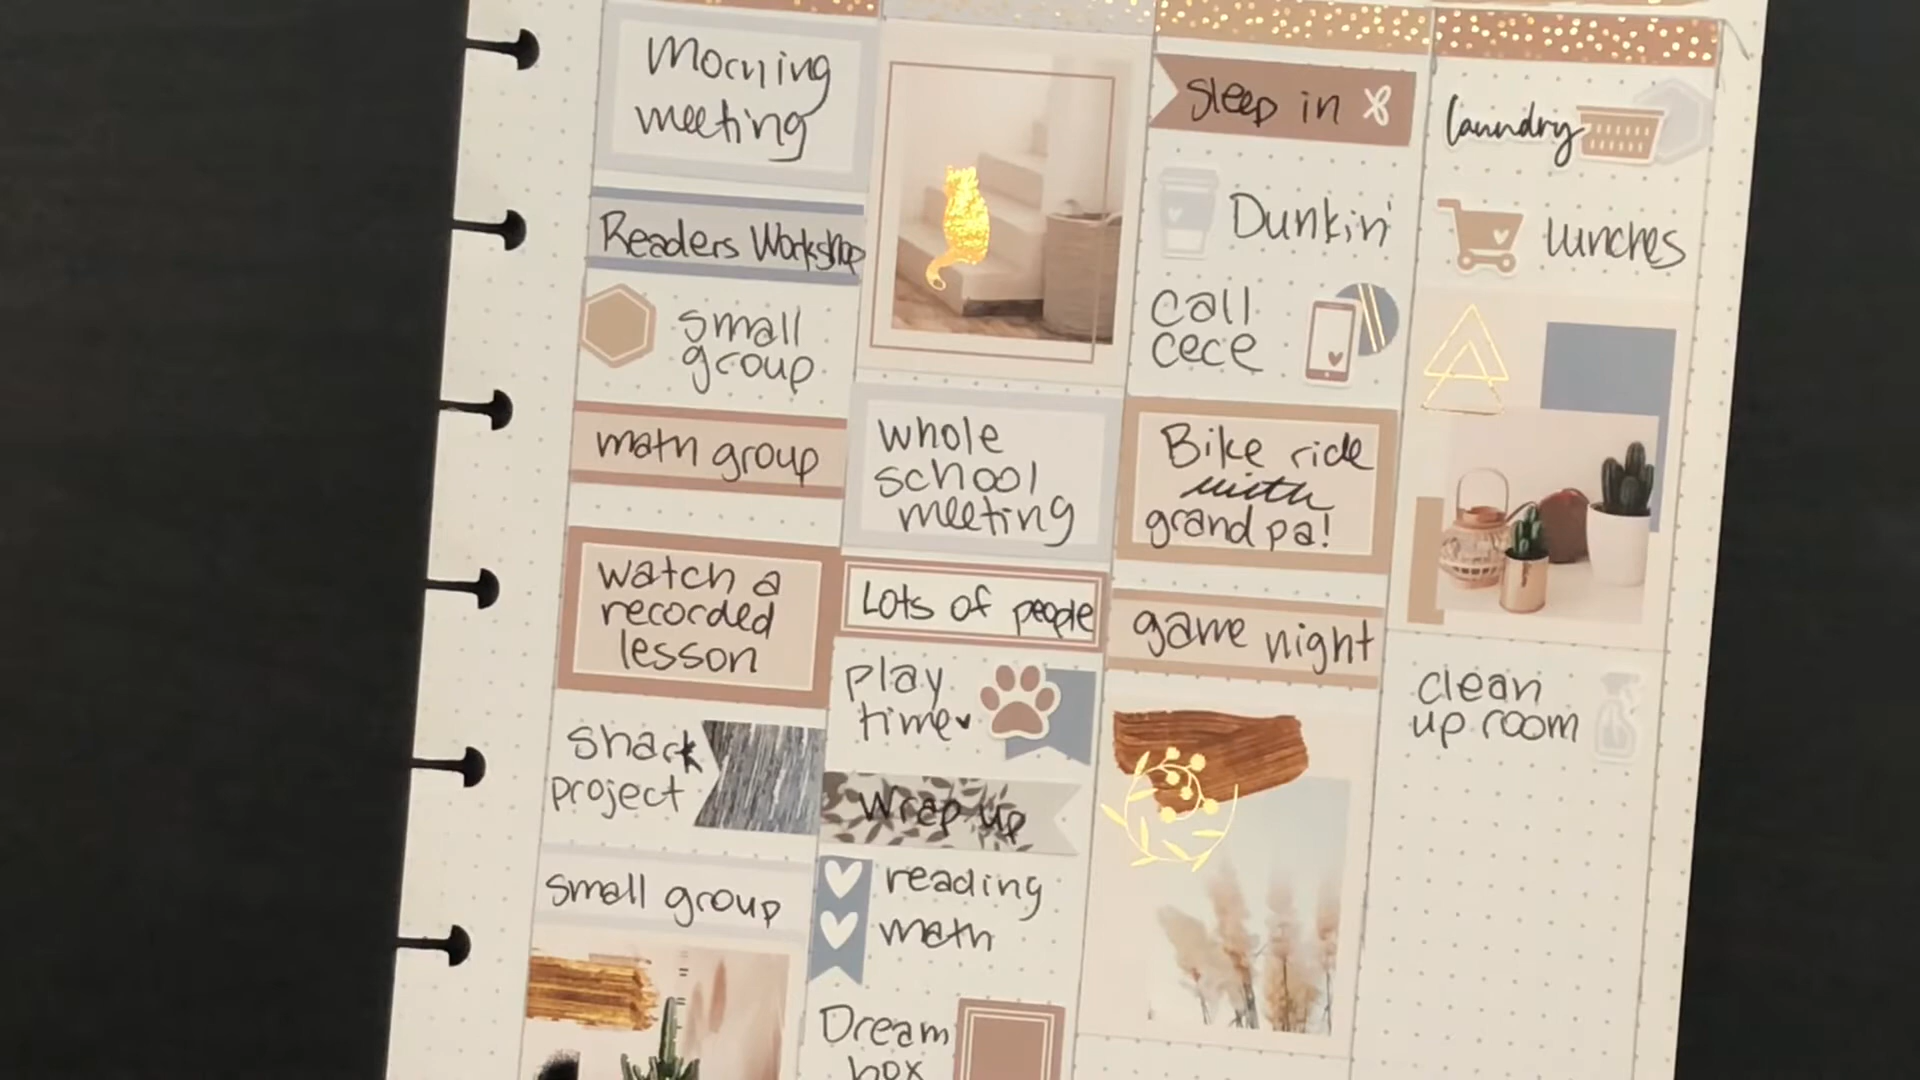 Morning
meeting
Readers Workshop
small
group
math group
watch a
recorded
lesson
shark
project
small group
whole
school
meeting
Lots of people
play
time
Wrap up
reading
math
Dream
box
sleep in
Dunkin'
call
cece
Bike ride
with
grandpa!
game night
laundry
lunches
clean
up room